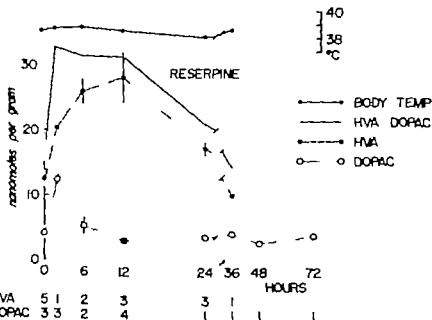 40
38
°C
30
RESERPINE
BODY TEMP
HVA DOPAC
HVA
DOPAC
nanomoles per gram
20
10
0
0 6 12 24 36 48 72
HOURS
HVA 5 1 2 3 3 1
DOPAC 3 3 2 4 1 1 1 1